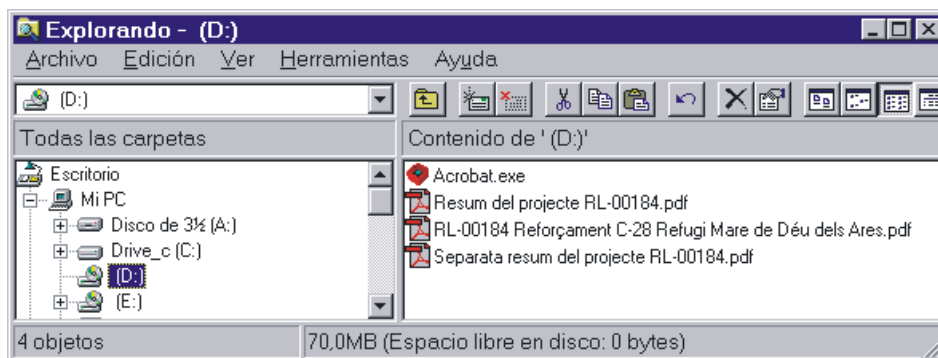 Explorando - (D:)
Archivo Edición Ver Herramientas Ayuda
(D:)
Todas las carpetas
Contenido de ' (D:)'
Escritorio
Mi PC
Disco de 3½ (A:)
Drive_c (C:)
(D:)
(E:)
Acrobat.exe
Resum del projecte RL-00184.pdf
RL-00184 Reforçament C-28 Refugi Mare de Déu dels Ares.pdf
Separata resum del projecte RL-00184.pdf
4 objetos
70,0MB (Espacio libre en disco: 0 bytes)